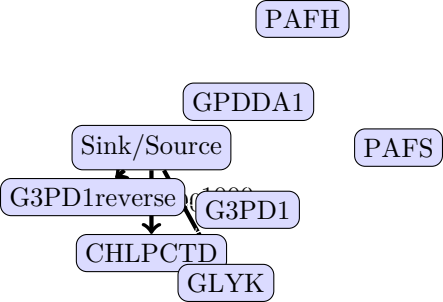 PAFH
GPDDA1
Sink/Source
PAFS
G3PD1reverse
G3PD1
CHLPCTD
GLYK